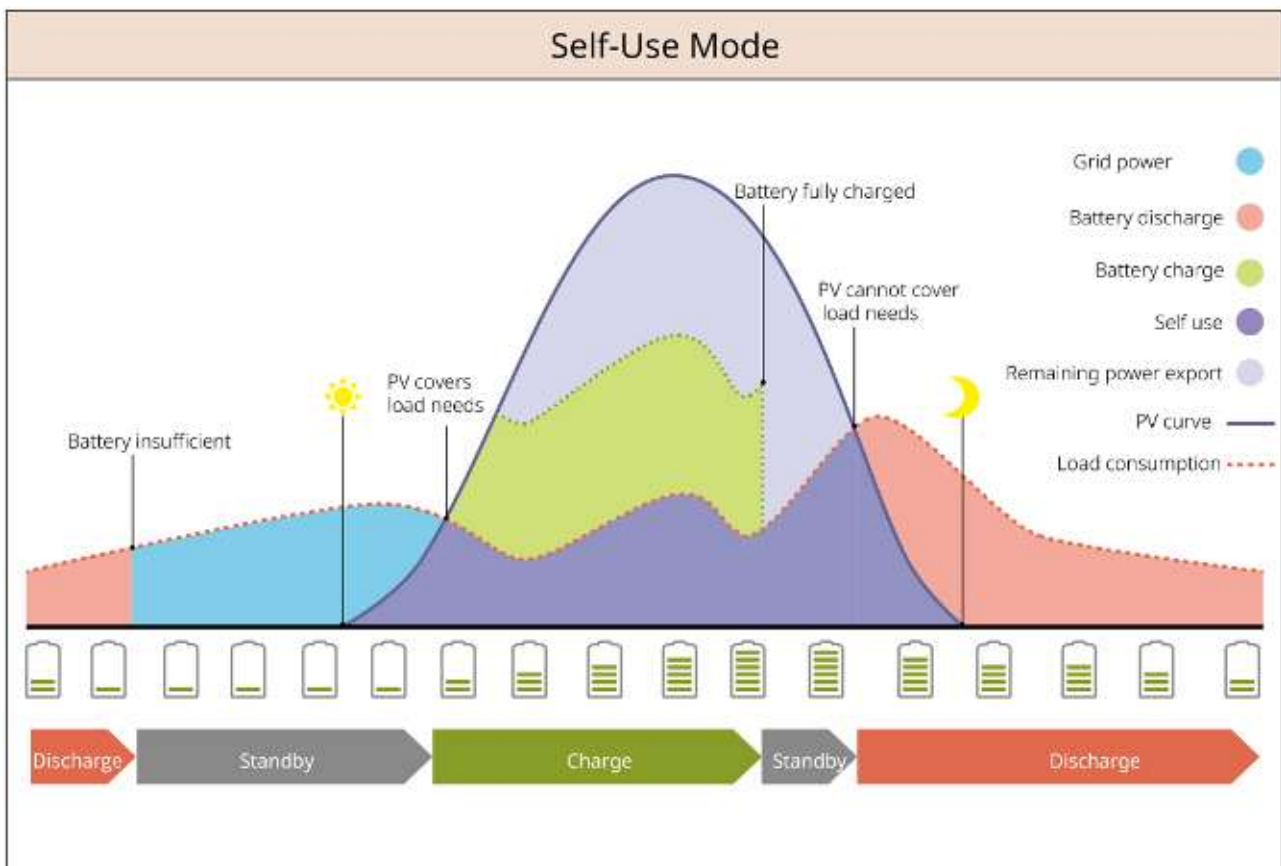 Self-Use Mode
Grid power
Battery discharge
Battery charge
Self use
Remaining power export
PV curve
Load consumption
Battery fully charged
PV cannot cover
load needs
PV covers
load needs
Battery insufficient
Discharge
Standby
Charge
Standby
Discharge